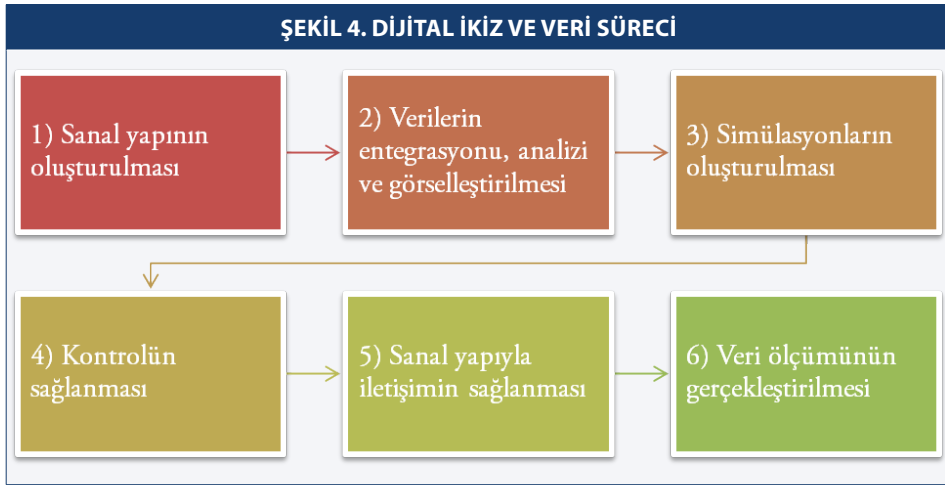 ŞEKİL 4. DİJİTAL İKİZ VE VERİ SÜRECİ
1) Sanal yapının
oluşturulması
2) Verilerin
entegrasyonu, analizi
ve görselleştirilmesi
3) Simülasyonların
oluşturulması
4) Kontrolün
sağlanması
5) Sanal yapıyla
iletişimin sağlanması
6) Veri ölçümünün
gerçekleştirilmesi